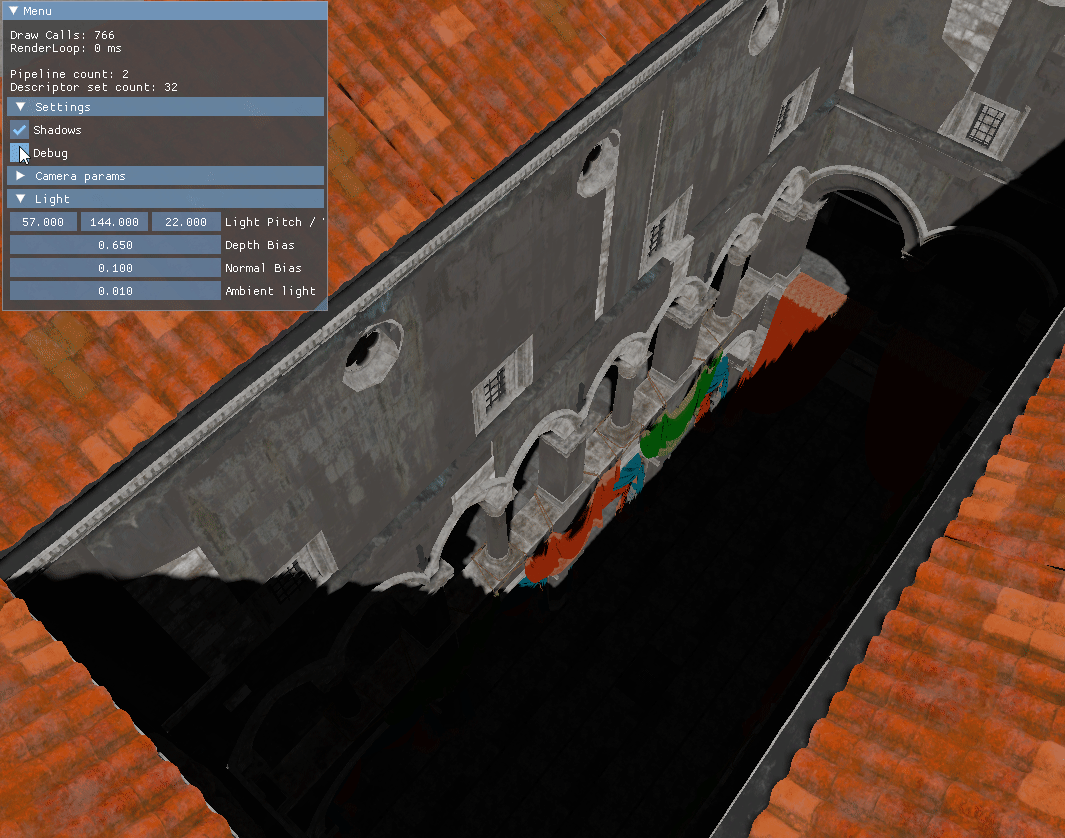 Menu
Draw Calls: 766
RenderLoop: 0 ms
Pipeline count: 2
Descriptor set count: 32
Settings
Shadows
Debug
Camera params
Light
57.000 144.000 22.000 Light Pitch /
0.650 Depth Bias
0.100 Normal Bias
0.010 Ambient light